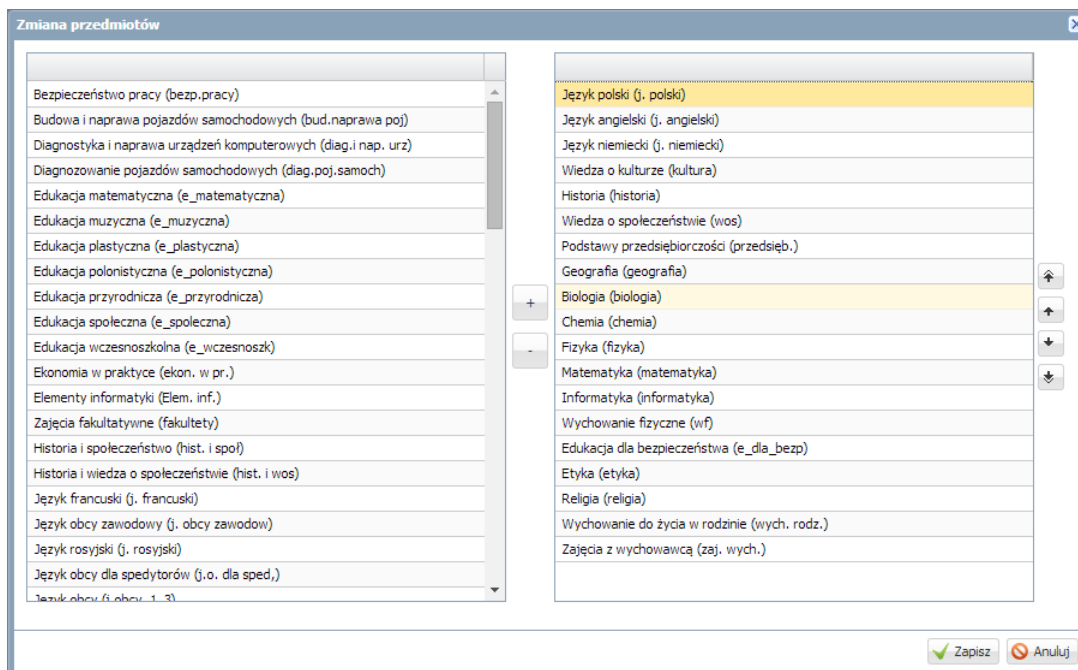 Zmiana przedmiotów
Bezpieczeństwo pracy (bezp.pracy)
Budowa i naprawa pojazdów samochodowych (bud.naprawa poj)
Diagnostyka i naprawa urządzeń komputerowych (diag.i nap. urz)
Diagnozowanie pojazdów samochodowych (diag.poj.samoch)
Edukacja matematyczna (e_matematyczna)
Edukacja muzyczna (e_muzyczna)
Edukacja plastyczna (e_plastyczna)
Edukacja polonistyczna (e_polonistyczna)
Edukacja przyrodnicza (e_przyrodnicza)
Edukacja społeczna (e_spoleczna)
Edukacja wczesnoszkolna (e_wczesnoszk)
Ekonomia w praktyce (ekon. w pr.)
Elementy informatyki (Elem. inf.)
Zajęcia fakultatywne (fakultety)
Historia i społeczeństwo (hist. i społ)
Historia i wiedza o społeczeństwie (hist. i wos)
Język francuski (j. francuski)
Język obcy zawodowy (j. obcy zawodow)
Język rosyjski (j. rosyjski)
Język obcy dla spedytorów (j.o. dla sped,)
Język obcy (j.obcy, 1, 3)
+
-
Język polski (j. polski)
Język angielski (j. angielski)
Język niemiecki (j. niemiecki)
Wiedza o kulturze (kultura)
Historia (historia)
Wiedza o społeczeństwie (wos)
Podstawy przedsiębiorczości (przedsięb.)
Geografia (geografia)
Biologia (biologia)
Chemia (chemia)
Fizyka (fizyka)
Matematyka (matematyka)
Informatyka (informatyka)
Wychowanie fizyczne (wf)
Edukacja dla bezpieczeństwa (e_dla_bezp)
Etyka (etyka)
Religia (religia)
Wychowanie do życia w rodzinie (wych. rodz.)
Zajęcia z wychowawcą (zaj. wych.)
Zapisz
Anuluj